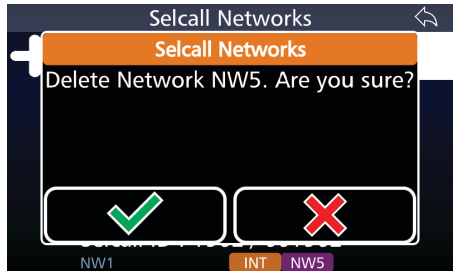 Selcall Networks
Selcall Networks
Delete Network NW5. Are you sure?
NW1 INT NW5